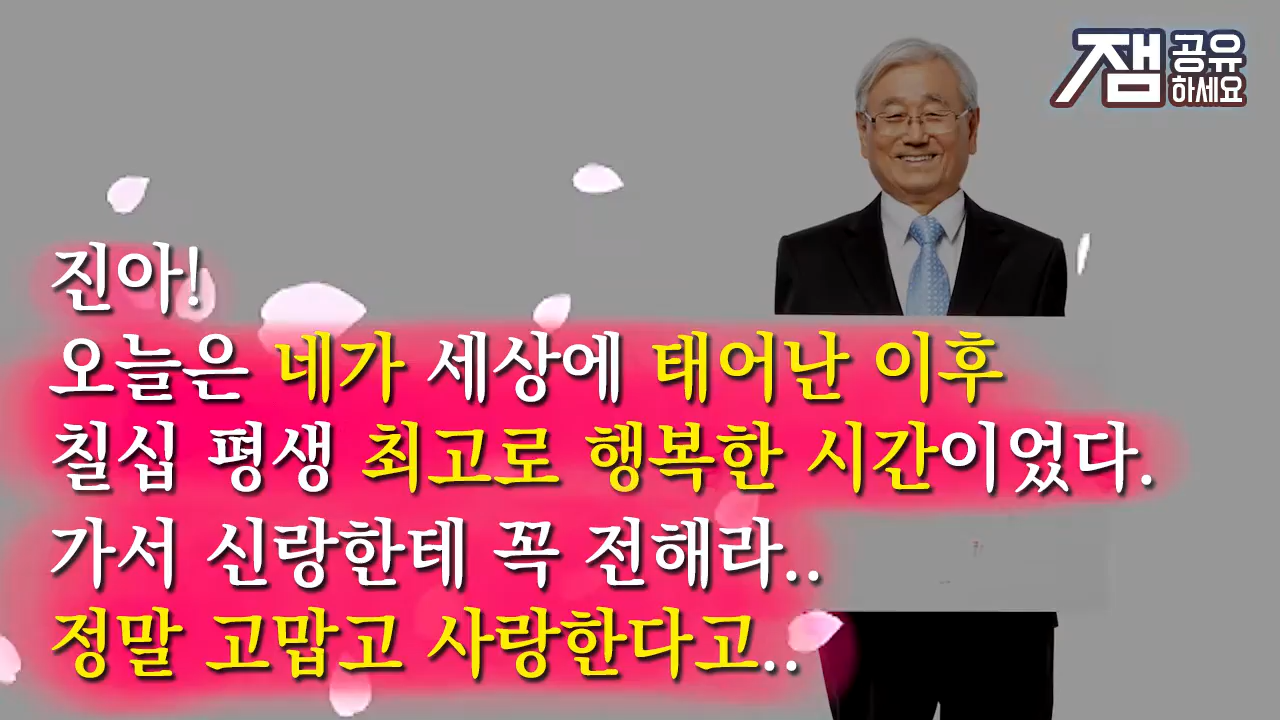 잼 공유
하세요
진아!
오늘은 네가 세상에 태어난 이후
칠십 평생 최고로 행복한 시간이었다.
가서 신랑한테 꼭 전해라..
정말 고맙고 사랑한다고..